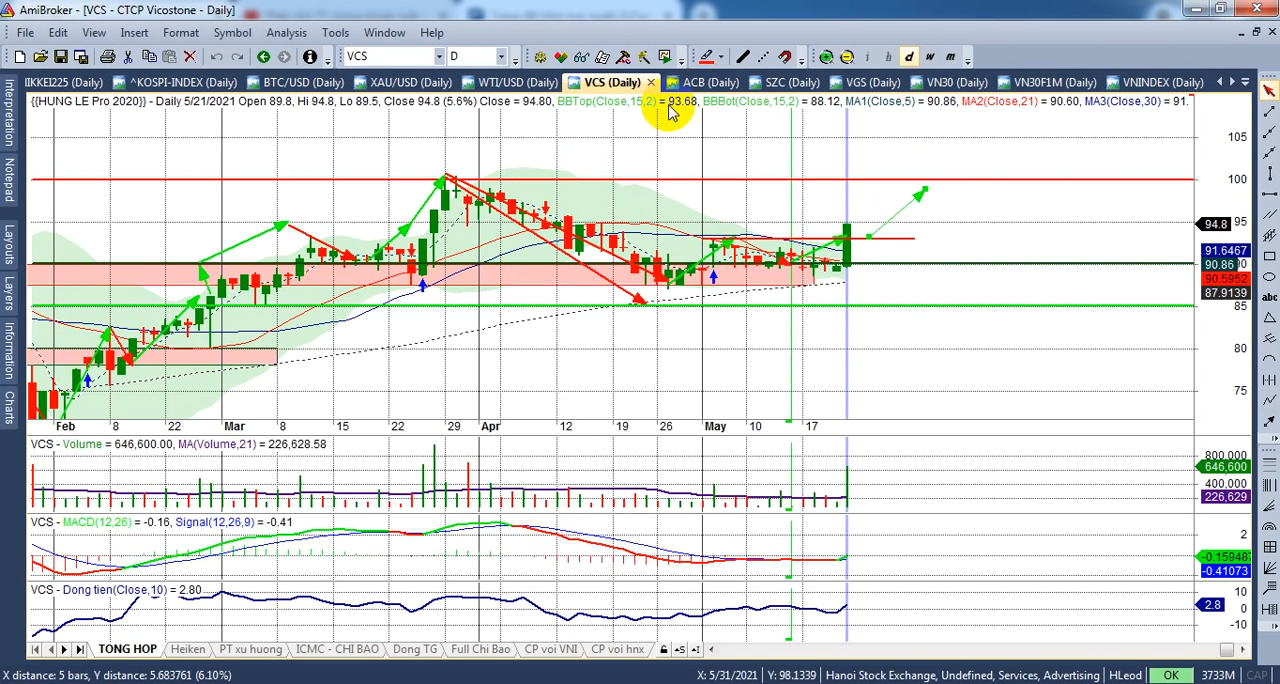 AmiBroker - [VCS - CTCP Vicostone - Daily]
File Edit View Insert Format Symbol Analysis Tools Window Help
VCS D i h d w m
IIKKEI225 (Daily) ^KOSPI-INDEX (Daily) BTC/USD (Daily) XAU/USD (Daily) WTI/USD (Daily) VCS (Daily) ACB (Daily) SZC (Daily) VGS (Daily) VN30 (Daily) VN30F1M (Daily) VNINDEX (Daily)
{{HUNG LE Pro 2020}} - Daily 5/21/2021 Open 89.8, Hi 94.8, Lo 89.5, Close 94.8 (5.6%) Close = 94.80, BBTop(Close,15,2) = 93.68, BBBot(Close,15,2) = 88.12, MA1(Close,5) = 90.86, MA2(Close,21) = 90.60, MA3(Close,30) = 91.
Interpretation
Notepad
Layouts
Layers
Information
Charts
105
100
95
94.8
91.6467
90.86
90.5952
87.9139
85
80
75
abc
Feb 8 22 Mar 8 15 22 29 Apr 12 19 26 May 10 17
VCS - Volume = 646,600.00, MA(Volume,21) = 226,628.58
800,000
646,600
400,000
226,629
VCS - MACD(12,26) = -0.16, Signal(12,26,9) = -0.41
2
-0.159487
-0.41073
VCS - Dong tien(Close,10) = 2.80
10
2.8
0
-10
TONG HOP Heiken PT xu huong ICMC - CHI BAO Dong TG Full Chi Bao CP voi VNI CP voi hnx
X distance: 5 bars, Y distance: 5.683761 (6.10%) X: 5/31/2021 Y: 98.1339 Hanoi Stock Exchange, Undefined, Services, Advertising HLeod OK 3733M CAP